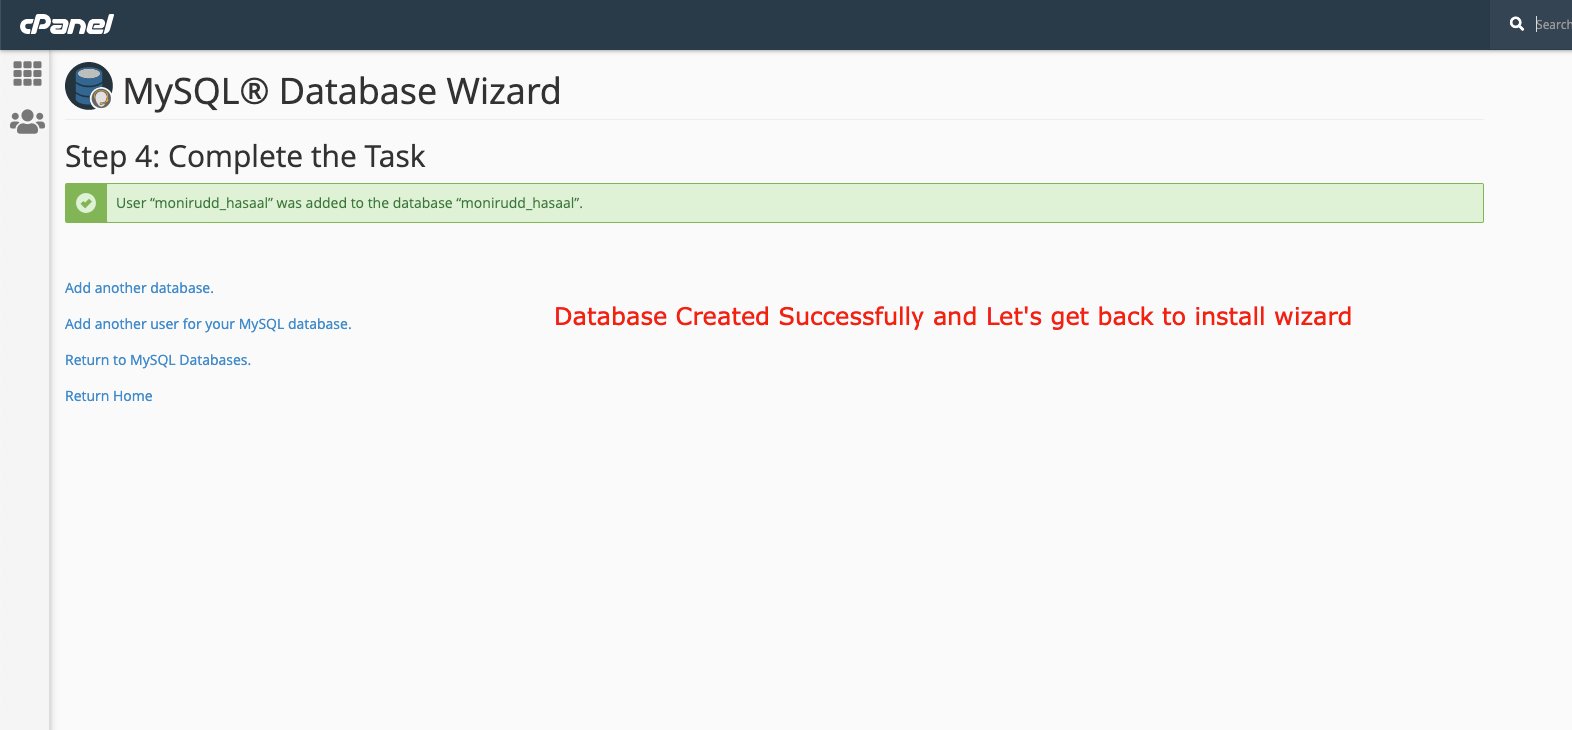 cPanel
Search
MySQL® Database Wizard
Step 4: Complete the Task
User “monirudd_hasaal” was added to the database “monirudd_hasaal”.
Add another database.
Database Created Successfully and Let's get back to install wizard
Add another user for your MySQL database.
Return to MySQL Databases.
Return Home